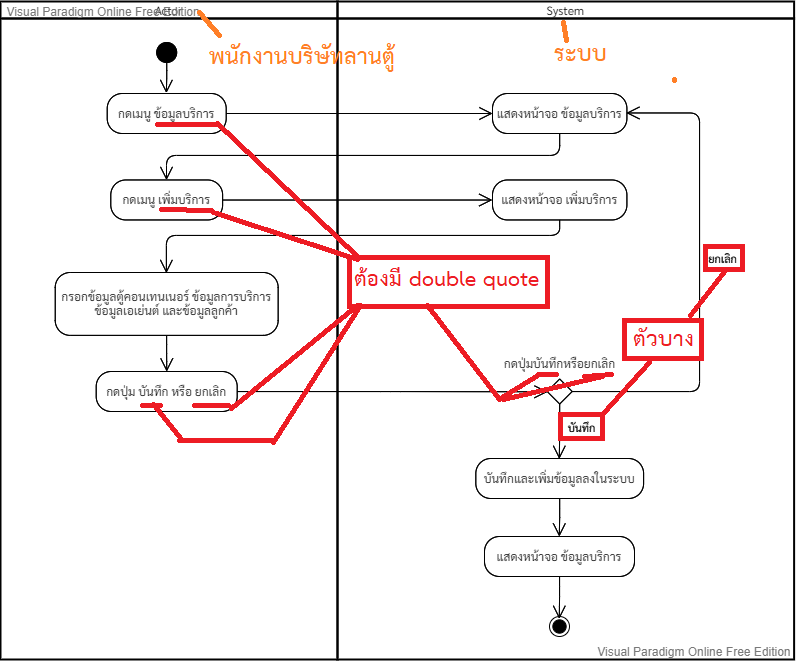 Visual Paradigm Online Free Edition
Actor
System
พนักงานบริษัทลานตู้
ระบบ
กดเมนู ข้อมูลบริการ
แสดงหน้าจอ ข้อมูลบริการ
กดเมนู เพิ่มบริการ
แสดงหน้าจอ เพิ่มบริการ
ยกเลิก
ต้องมี double quote
กรอกข้อมูลตู้คอนเทนเนอร์ ข้อมูลการบริการ
ข้อมูลเอเย่นต์ และข้อมูลลูกค้า
ตัวบาง
กดปุ่มบันทึกหรือยกเลิก
กดปุ่ม บันทึก หรือ ยกเลิก
บันทึก
บันทึกและเพิ่มข้อมูลลงในระบบ
แสดงหน้าจอ ข้อมูลบริการ
Visual Paradigm Online Free Edition